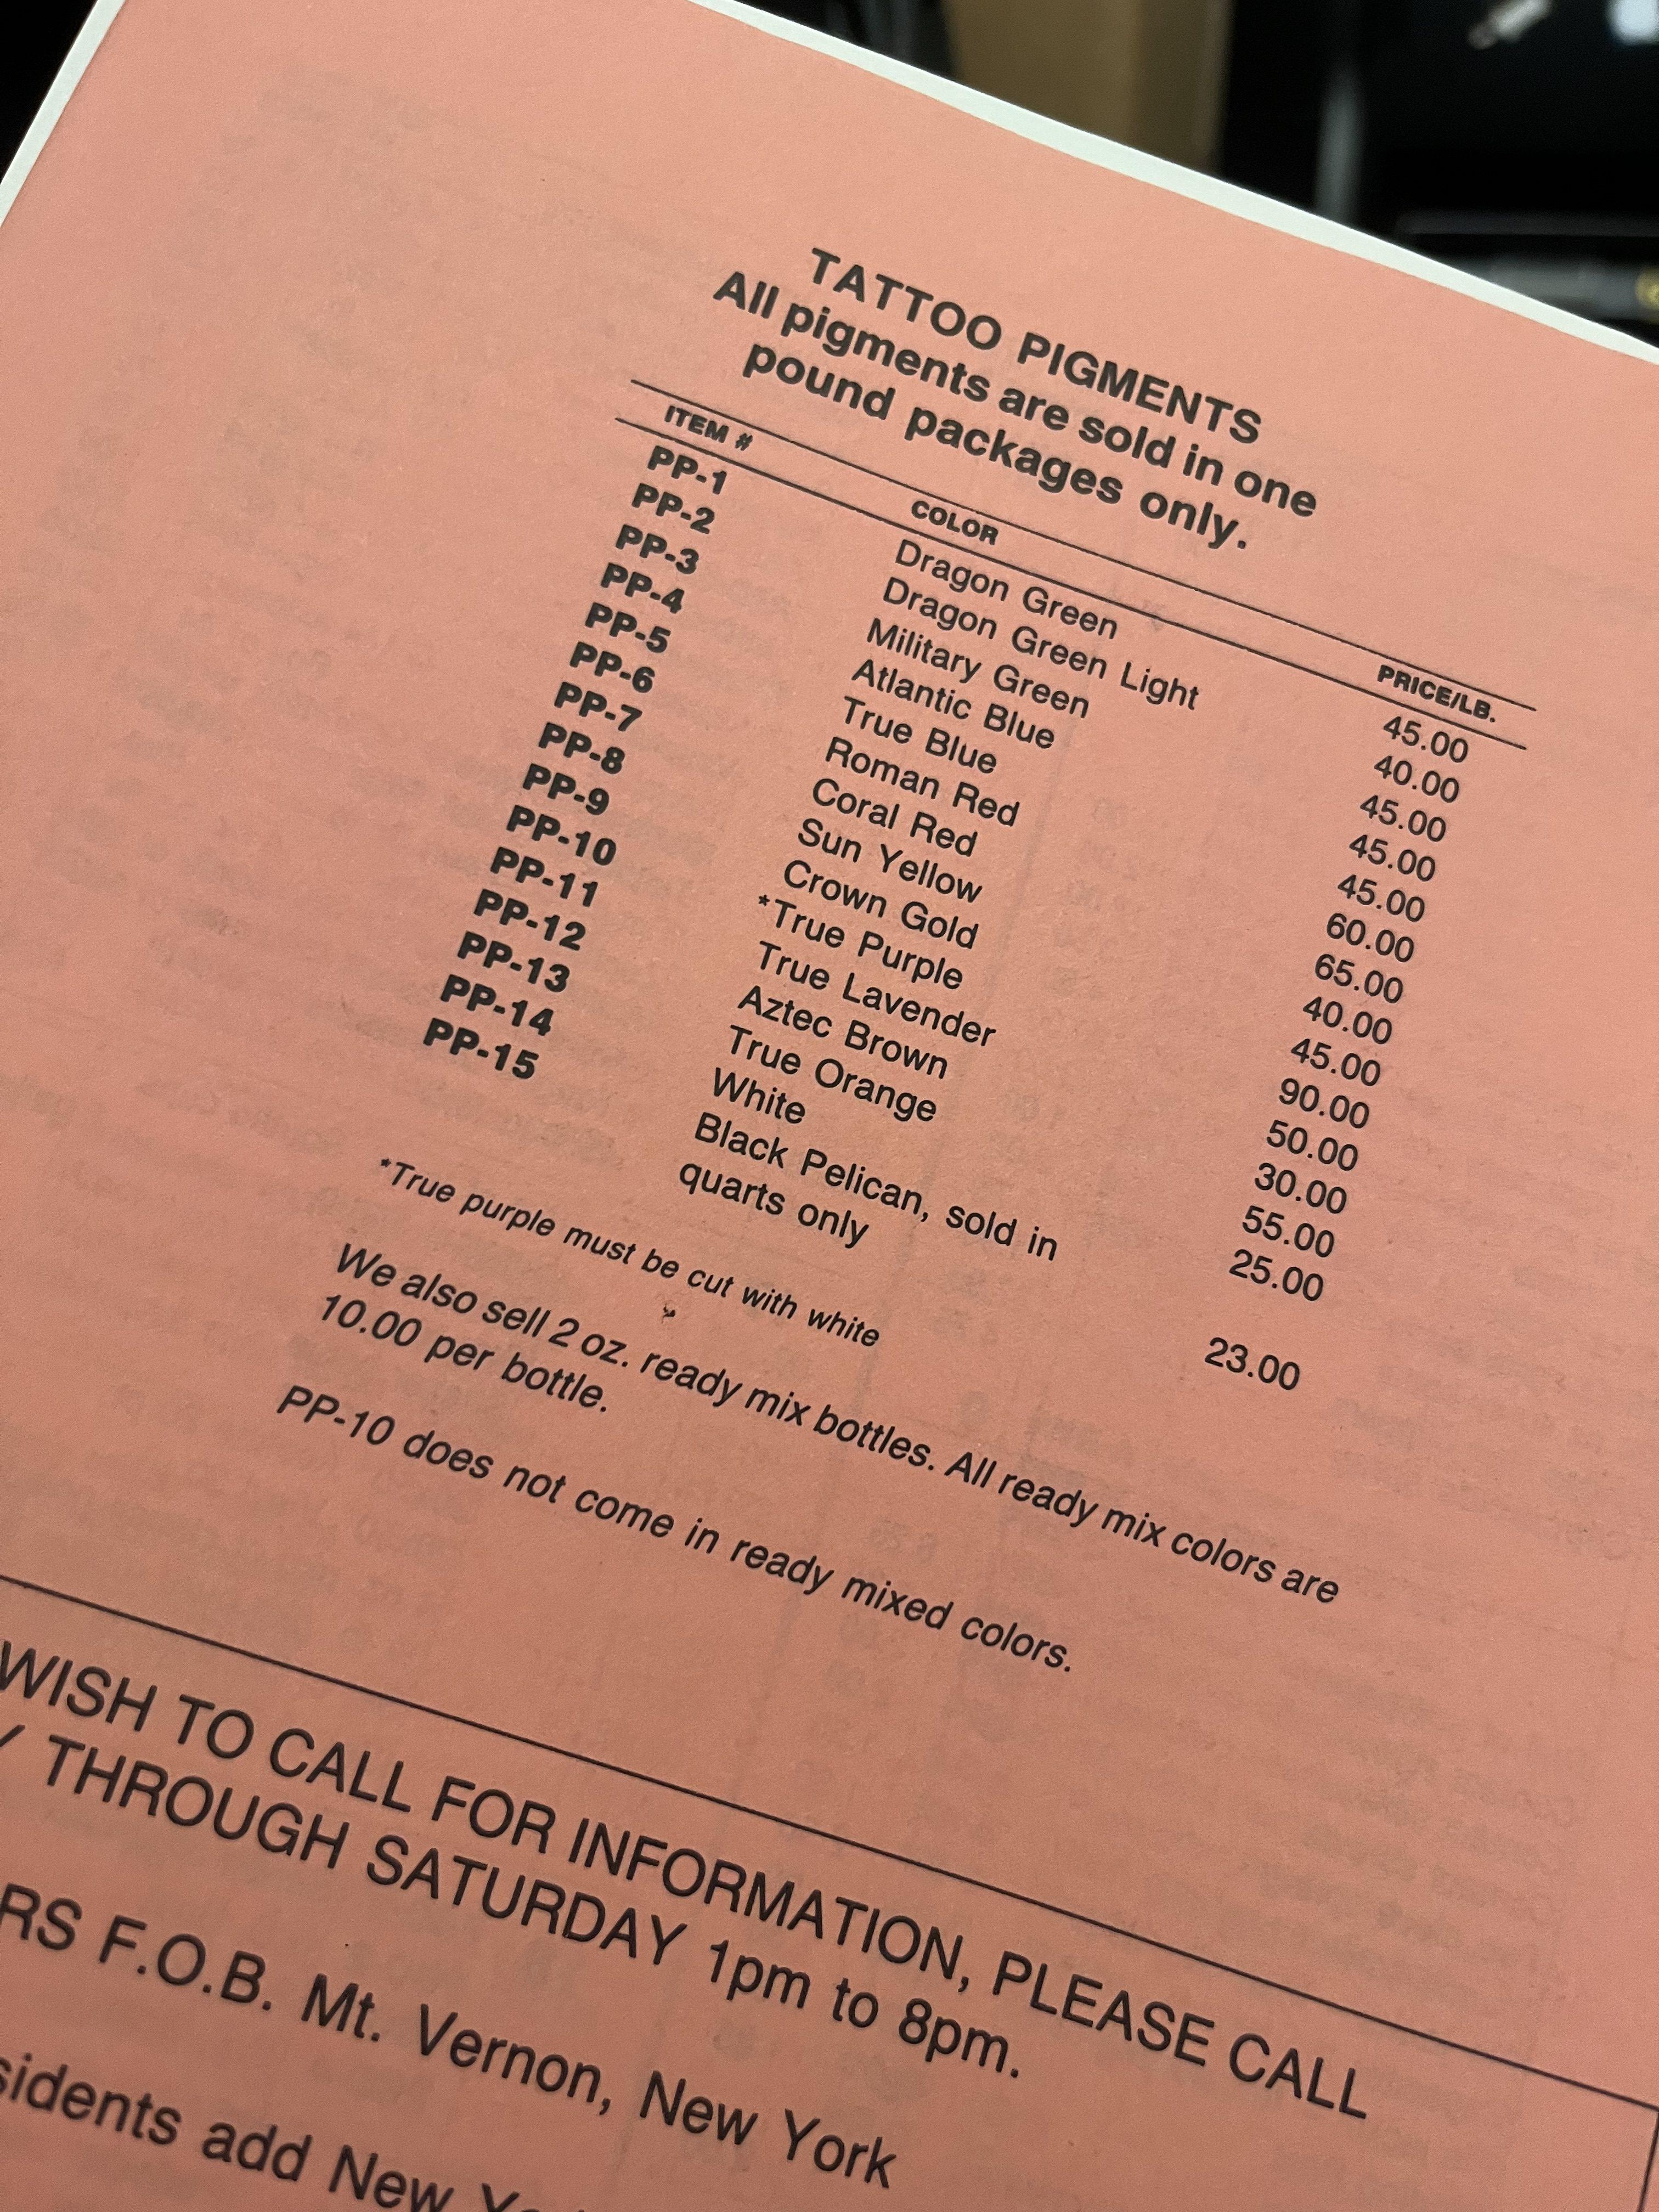 TATTOO PIGMENTS
All pigments are sold in one
pound packages only.
ITEM # COLOR PRICE/LB.
PP-1 Dragon Green 45.00
PP-2 Dragon Green Light 40.00
PP-3 Military Green 45.00
PP-4 Atlantic Blue 45.00
PP-5 True Blue 45.00
PP-6 Roman Red 60.00
PP-7 Coral Red 65.00
PP-8 Sun Yellow 40.00
PP-9 Crown Gold 45.00
PP-10 *True Purple 90.00
PP-11 True Lavender 50.00
PP-12 Aztec Brown 30.00
PP-13 True Orange 55.00
PP-14 White 25.00
PP-15 Black Pelican, sold in
quarts only 23.00
*True purple must be cut with white
We also sell 2 oz. ready mix bottles. All ready mix colors are
10.00 per bottle.
PP-10 does not come in ready mixed colors.
WISH TO CALL FOR INFORMATION, PLEASE CALL
Y THROUGH SATURDAY 1pm to 8pm.
RS F.O.B. Mt. Vernon, New York
sidents add New